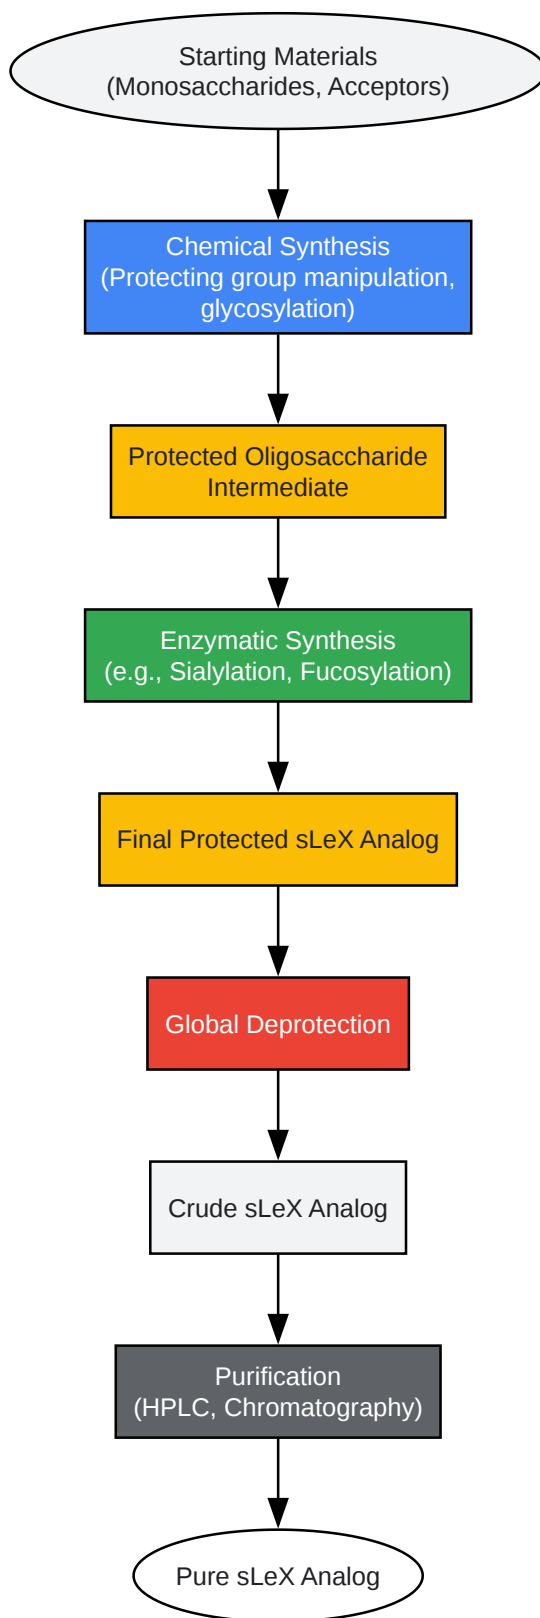 Starting Materials
(Monosaccharides, Acceptors)
Chemical Synthesis
(Protecting group manipulation,
glycosylation)
Protected Oligosaccharide
Intermediate
Enzymatic Synthesis
(e.g., Sialylation, Fucosylation)
Final Protected sLeX Analog
Global Deprotection
Crude sLeX Analog
Purification
(HPLC, Chromatography)
Pure sLeX Analog